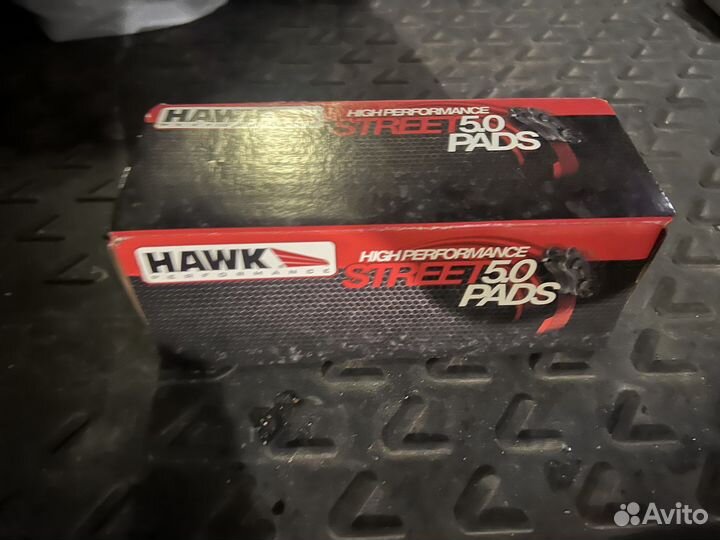 HAWK
HIGH PERFORMANCE
STREET 5.0
PADS
HAWK
PERFORMANCE
HIGH PERFORMANCE
STREET 5.0
PADS
Avito